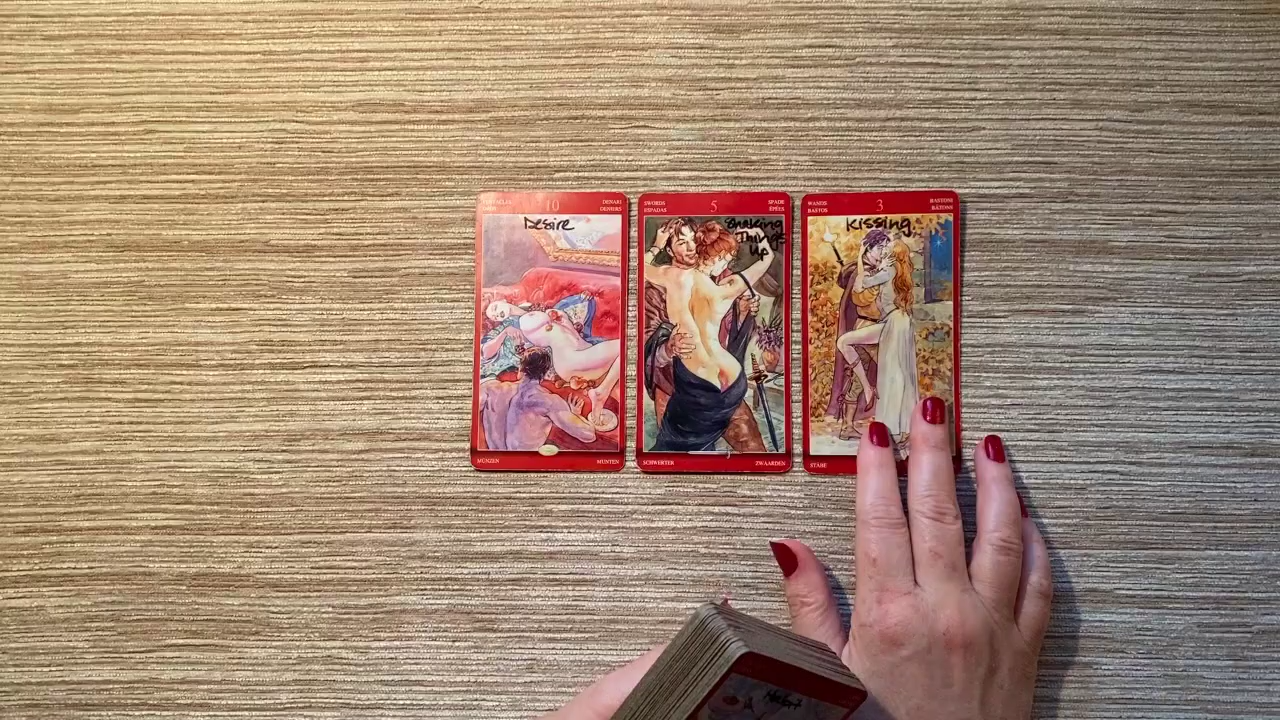 10
DENARI
DENIERS
Desire
MÜNZEN
MUNTEN
SWORDS
ESPADAS
5
SPADE
ÉPÉES
Shaking
Things
Up
SCHWERTER
ZWAARDEN
WANDS
BASTOS
3
BASTONI
BÂTONS
Kissing
STÄBE